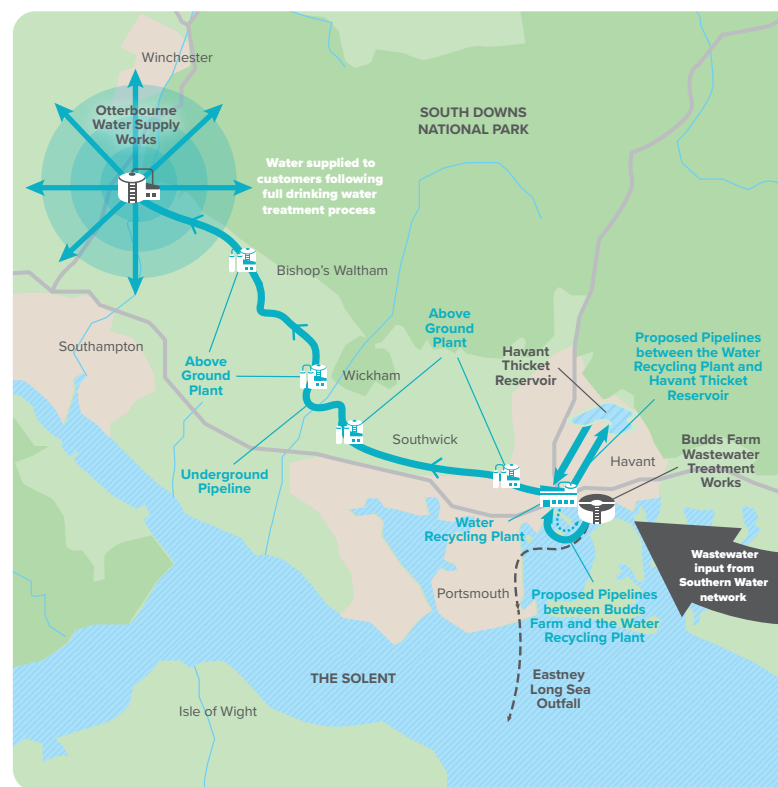 Winchester
Otterbourne
Water Supply
Works
SOUTH DOWNS
NATIONAL PARK
Water supplied to
customers following
full drinking water
treatment process
Bishop's Waltham
Above
Ground
Plant
Southampton
Above
Ground
Plant
Wickham
Havant
Thicket
Reservoir
Proposed Pipelines
between the Water
Recycling Plant and
Havant Thicket
Reservoir
Southwick
Havant
Budds Farm
Wastewater
Treatment
Works
Underground
Pipeline
Water
Recycling Plant
Wastewater
input from
Southern Water
network
Portsmouth
Proposed Pipelines
between Budds
Farm and the Water
Recycling Plant
THE SOLENT
Eastney
Long Sea
Outfall
Isle of Wight